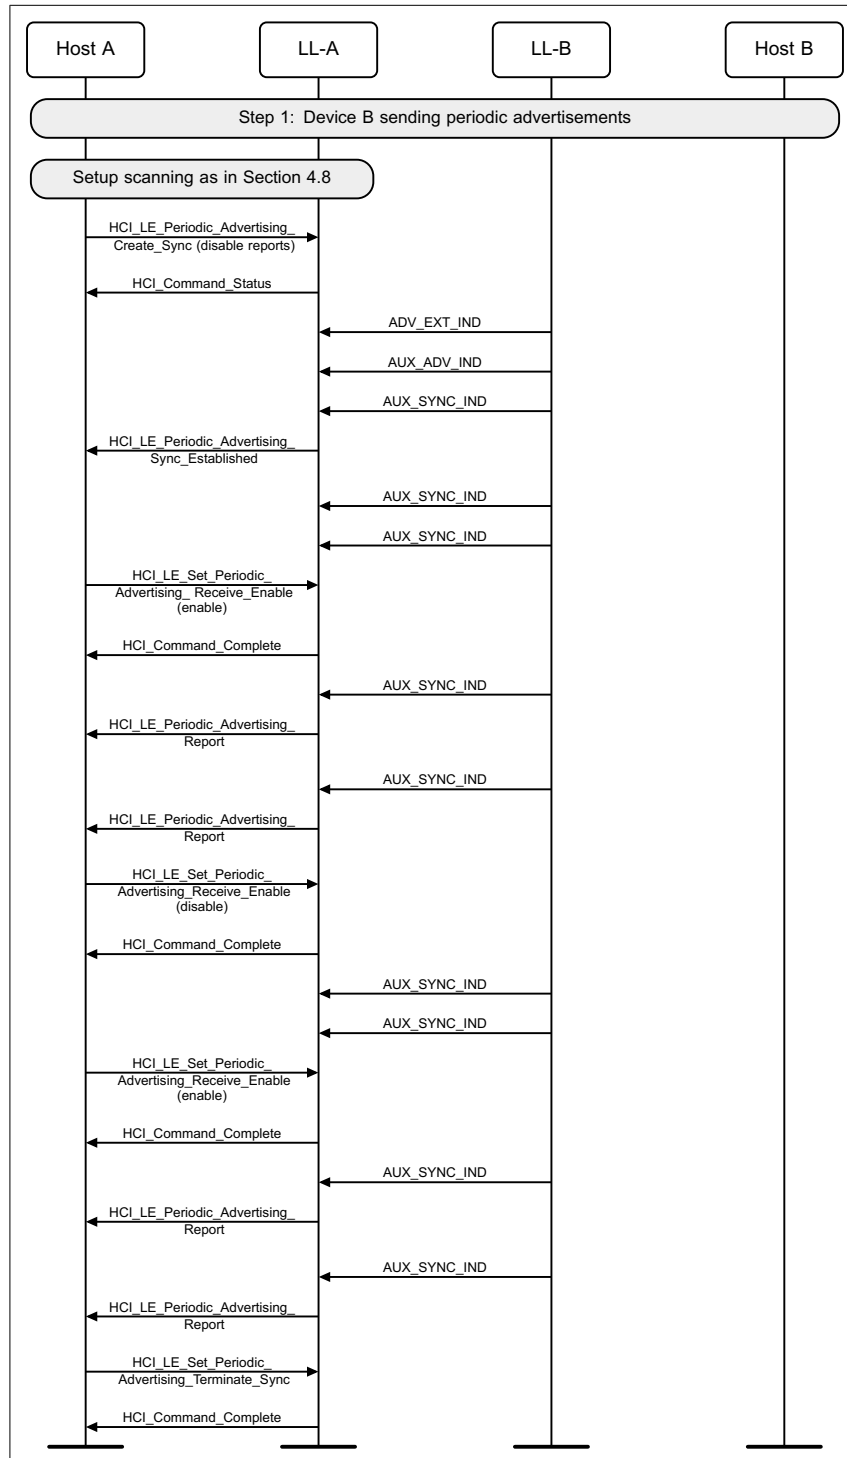 Host A
LL-A
LL-B
Host B
Step 1: Device B sending periodic advertisements
Setup scanning as in Section 4.8
HCI_LE_Periodic_Advertising_
Create_Sync (disable reports)
HCI_Command_Status
ADV_EXT_IND
AUX_ADV_IND
AUX_SYNC_IND
HCI_LE_Periodic_Advertising_
Sync_Established
AUX_SYNC_IND
AUX_SYNC_IND
HCI_LE_Set_Periodic_
Advertising_ Receive_Enable
(enable)
HCI_Command_Complete
AUX_SYNC_IND
HCI_LE_Periodic_Advertising_
Report
AUX_SYNC_IND
HCI_LE_Periodic_Advertising_
Report
HCI_LE_Set_Periodic_
Advertising_Receive_Enable
(disable)
HCI_Command_Complete
AUX_SYNC_IND
AUX_SYNC_IND
HCI_LE_Set_Periodic_
Advertising_Receive_Enable
(enable)
HCI_Command_Complete
AUX_SYNC_IND
HCI_LE_Periodic_Advertising_
Report
AUX_SYNC_IND
HCI_LE_Periodic_Advertising_
Report
HCI_LE_Set_Periodic_
Advertising_Terminate_Sync
HCI_Command_Complete